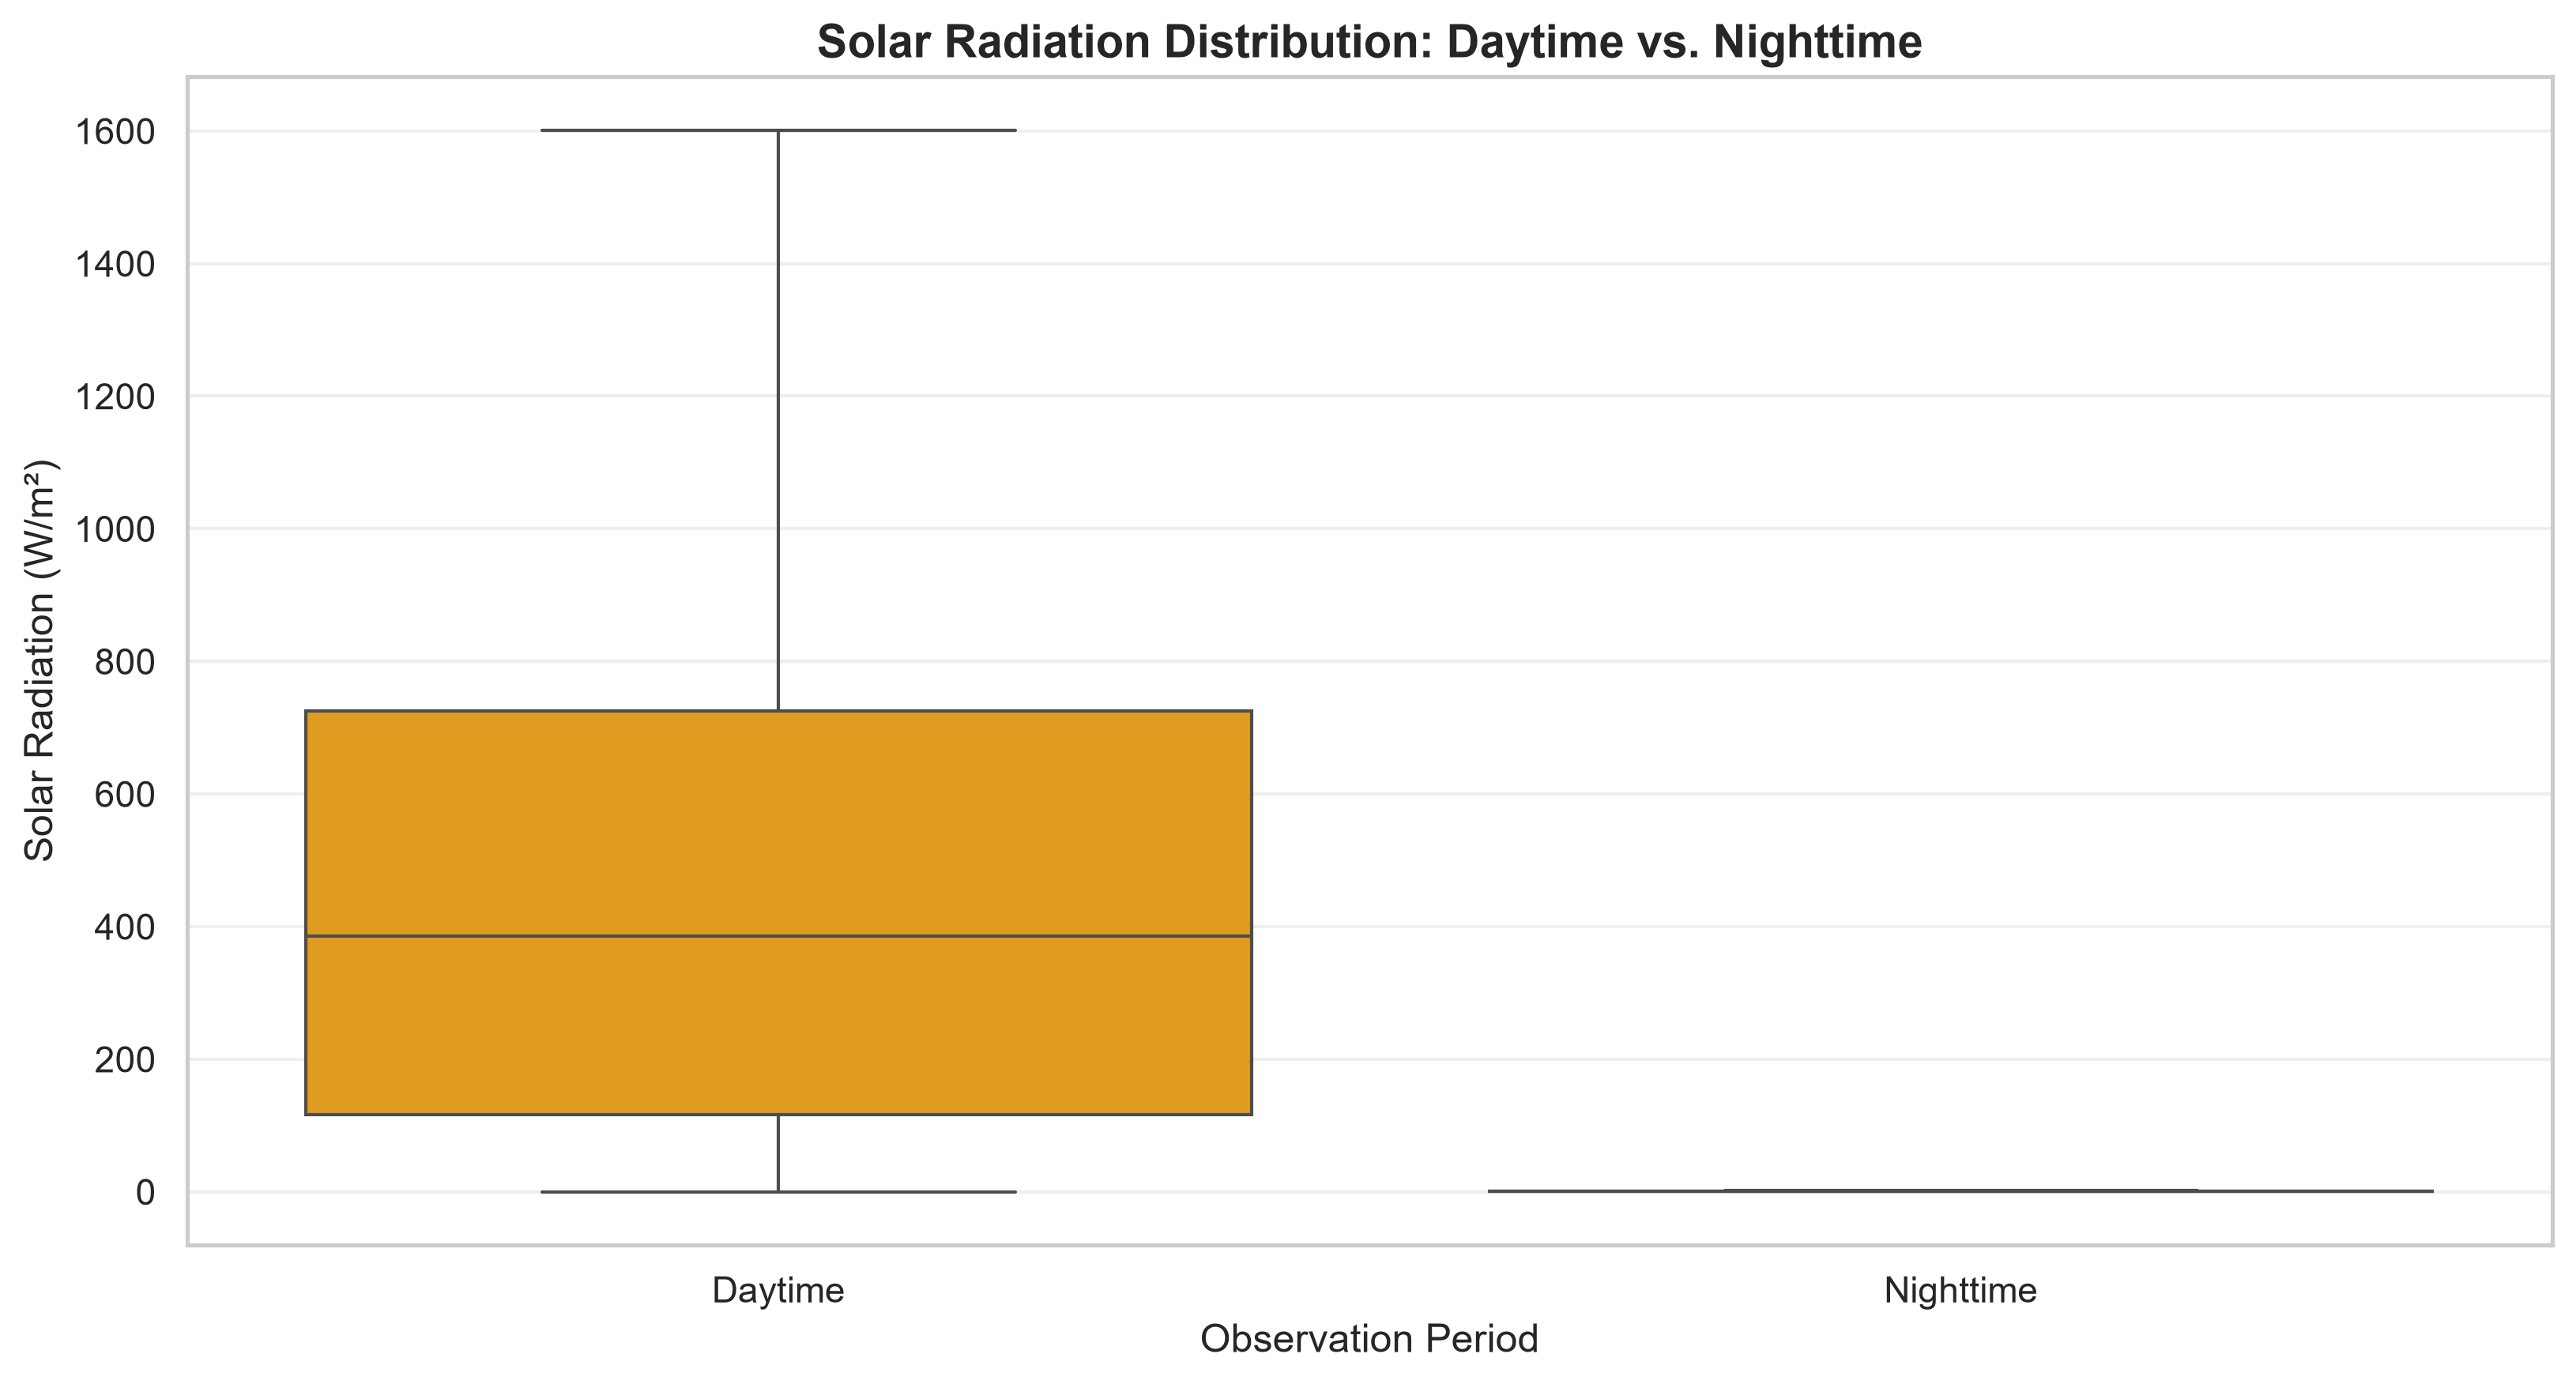 Solar Radiation Distribution: Daytime vs. Nighttime
Solar Radiation (W/m²)
1600
1400
1200
1000
800
600
400
200
0
Daytime
Nighttime
Observation Period